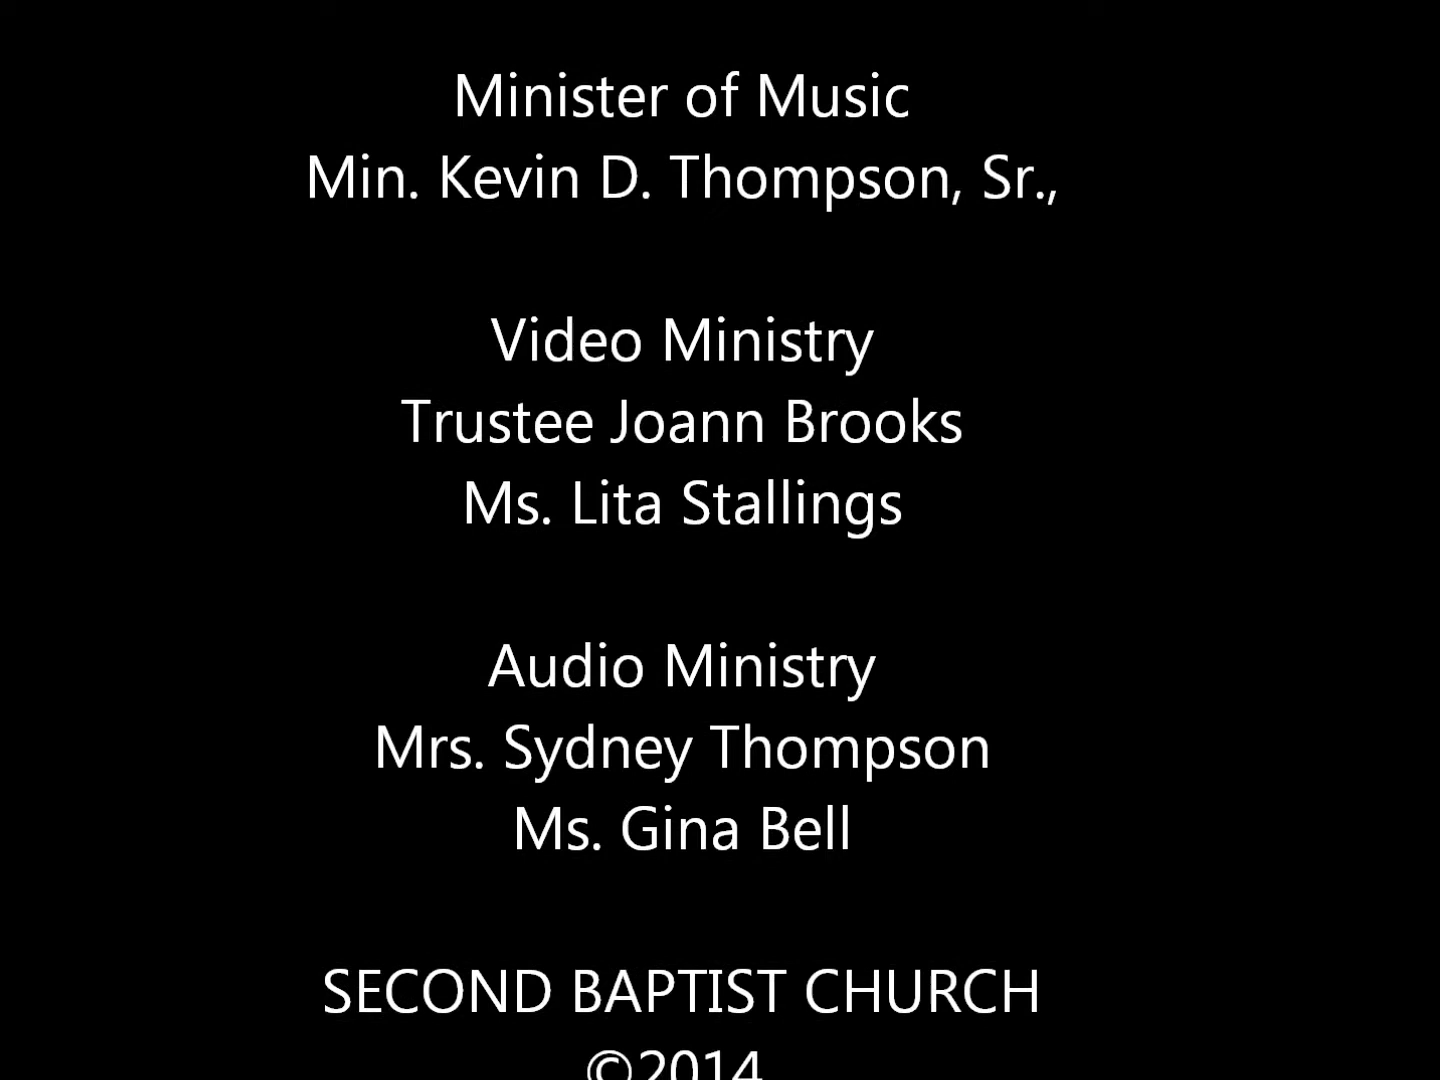 Minister of Music
Min. Kevin D. Thompson, Sr.,
Video Ministry
Trustee Joann Brooks
Ms. Lita Stallings
Audio Ministry
Mrs. Sydney Thompson
Ms. Gina Bell
SECOND BAPTIST CHURCH
©2014